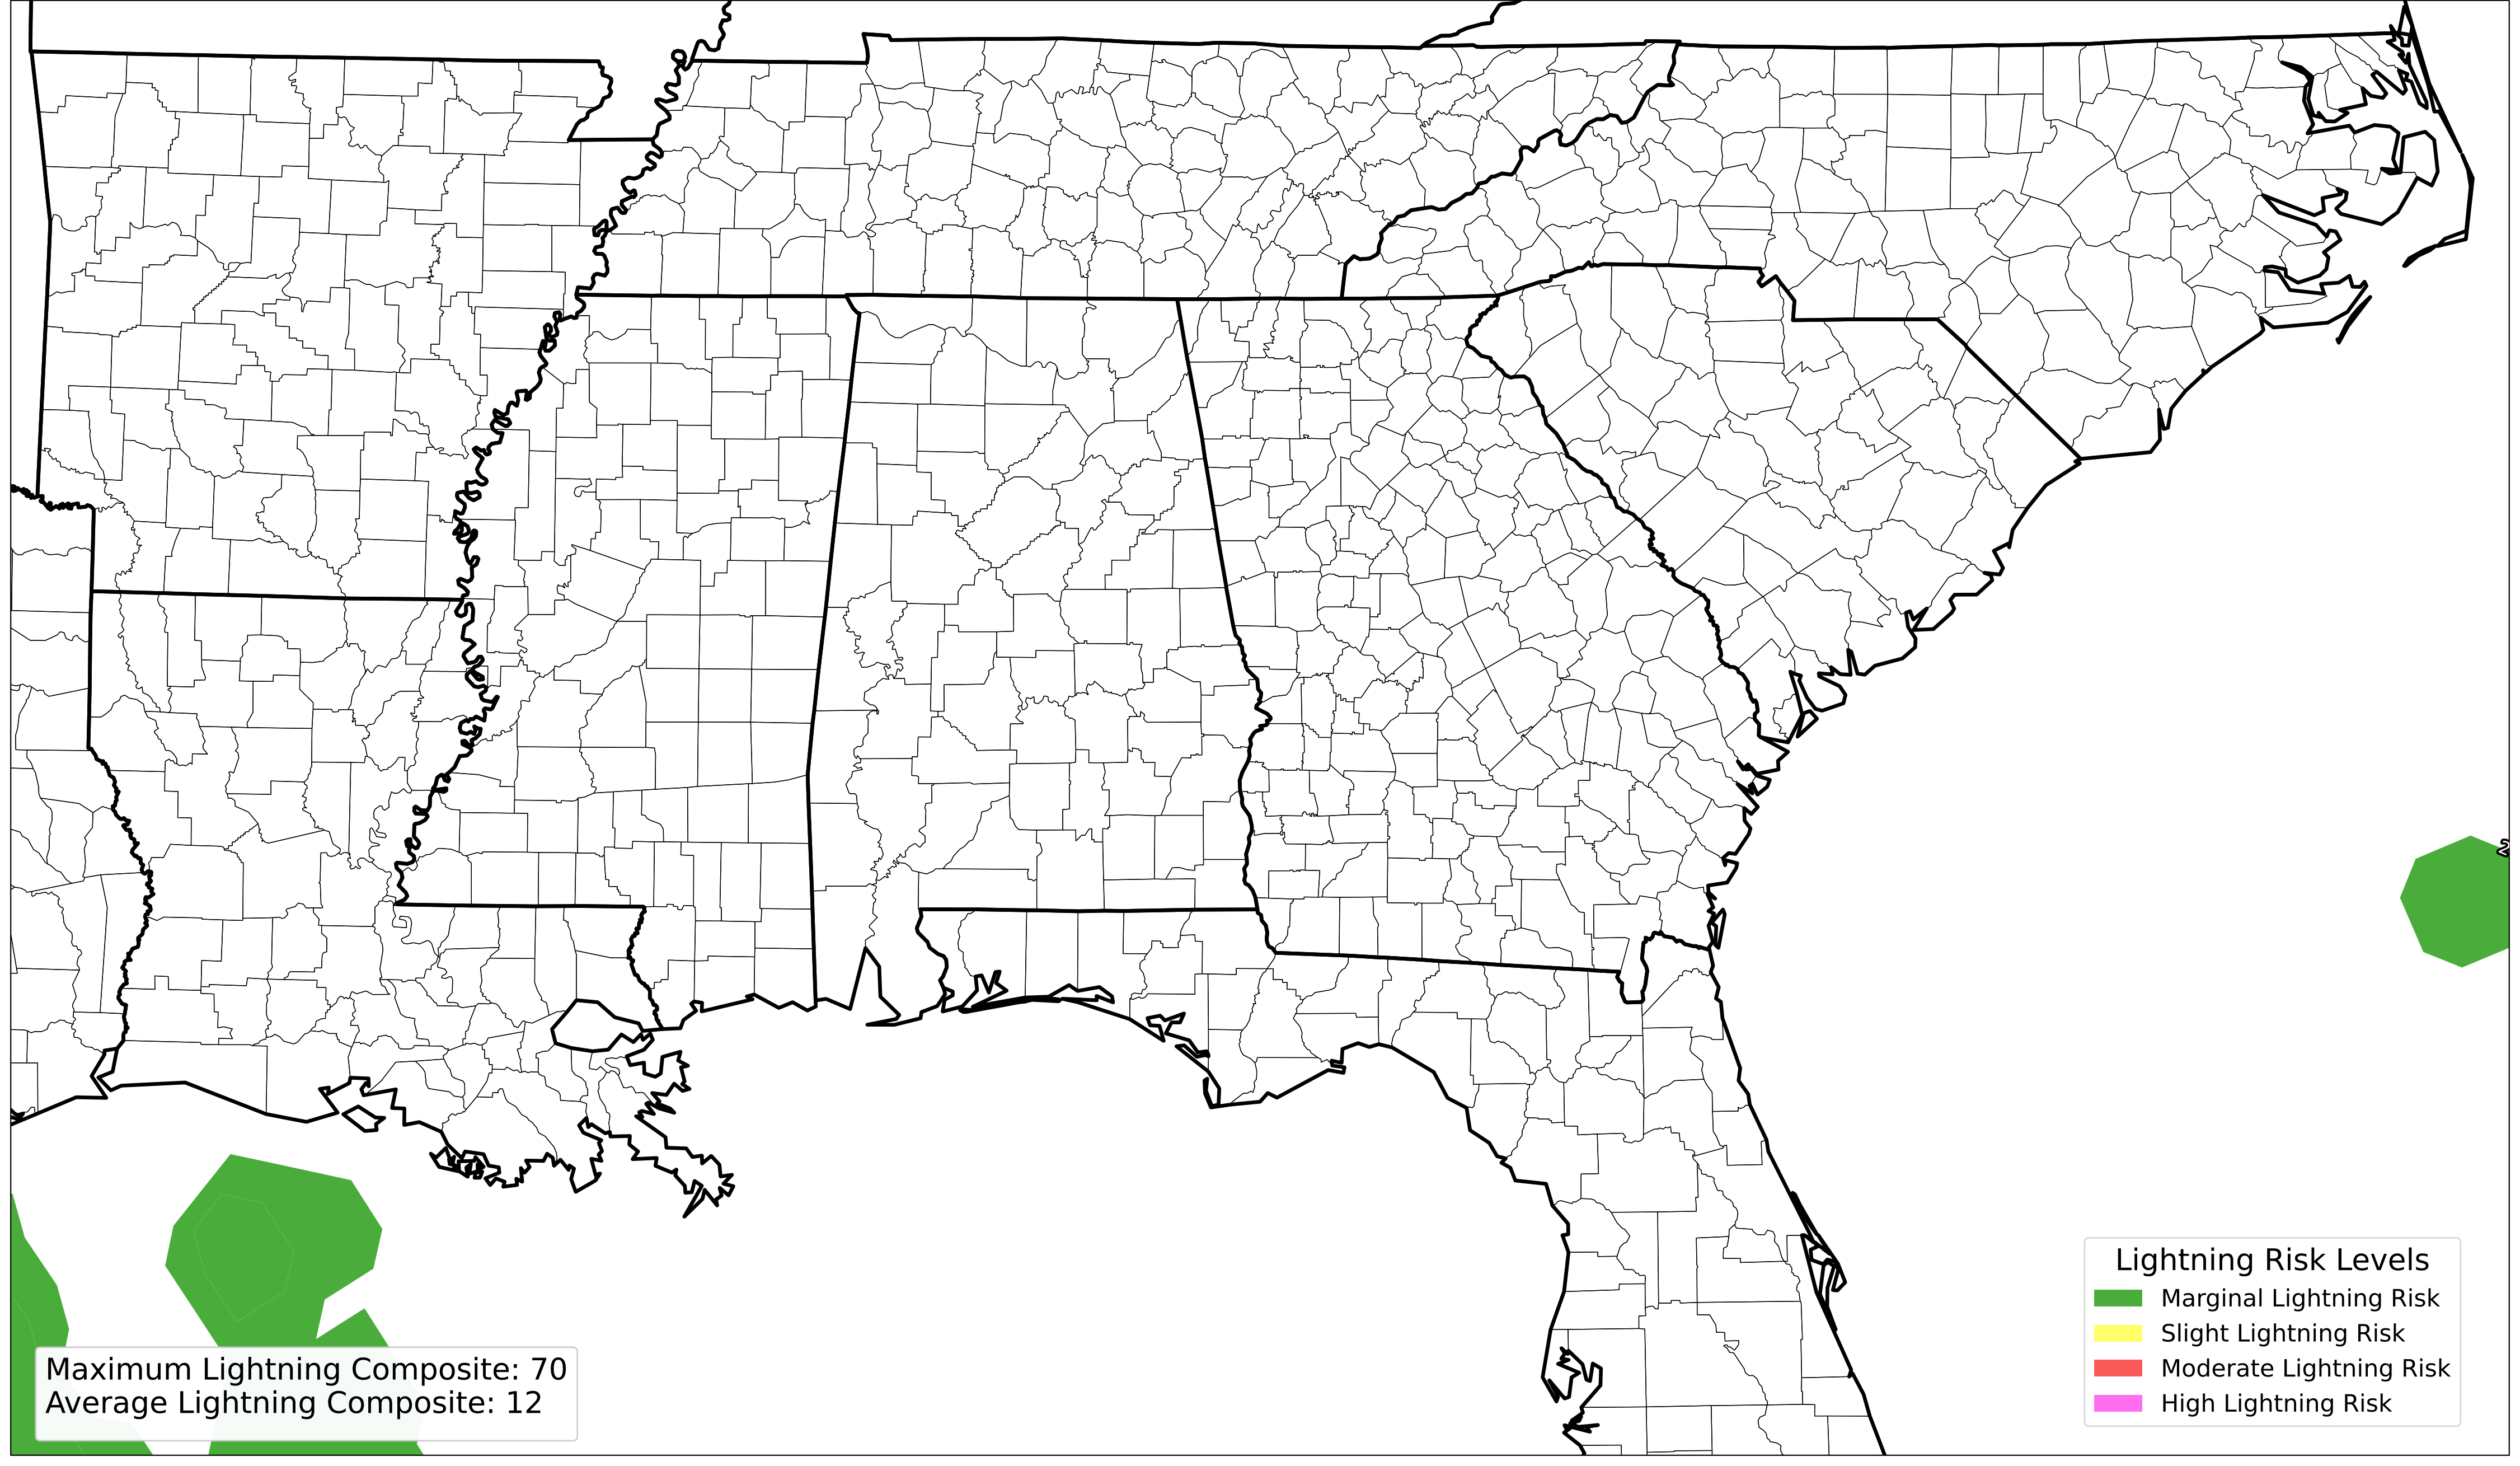 2
Lightning Risk Levels
Marginal Lightning Risk
Slight Lightning Risk
Moderate Lightning Risk
High Lightning Risk
Maximum Lightning Composite: 70
Average Lightning Composite: 12